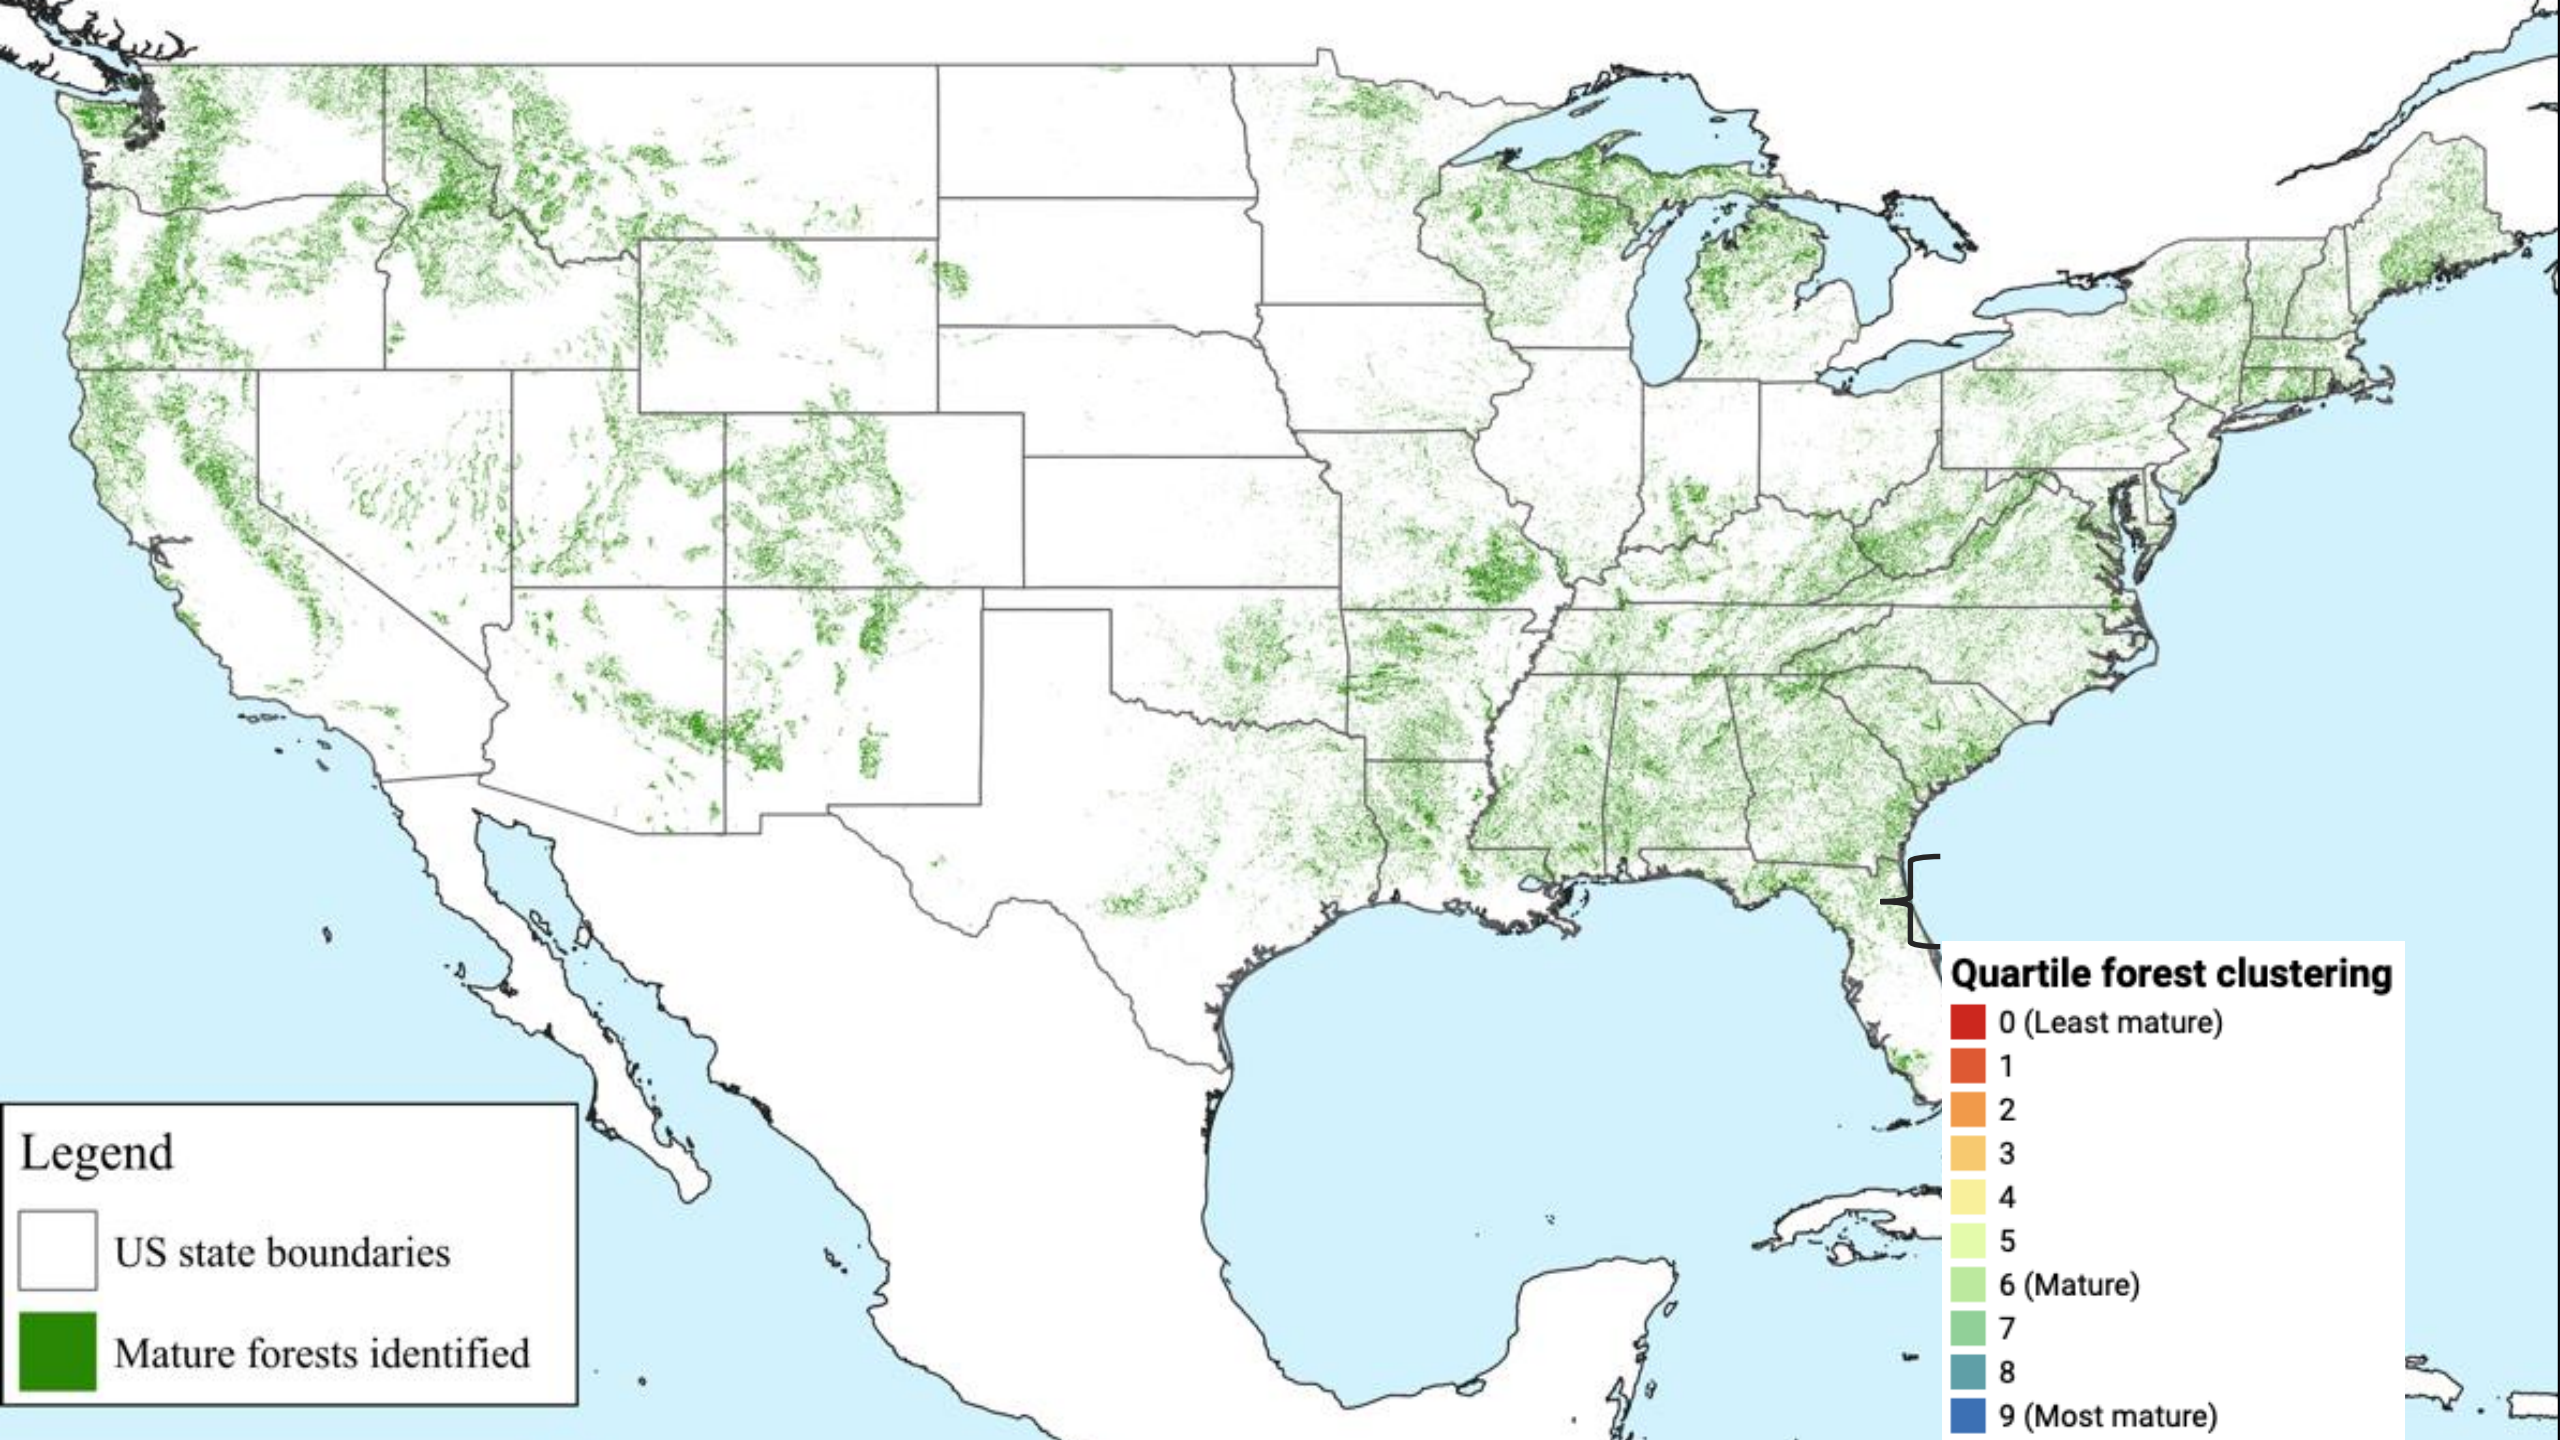 Legend
US state boundaries
Mature forests identified
Quartile forest clustering
0 (Least mature)
1
2
3
4
5
6 (Mature)
7
8
9 (Most mature)